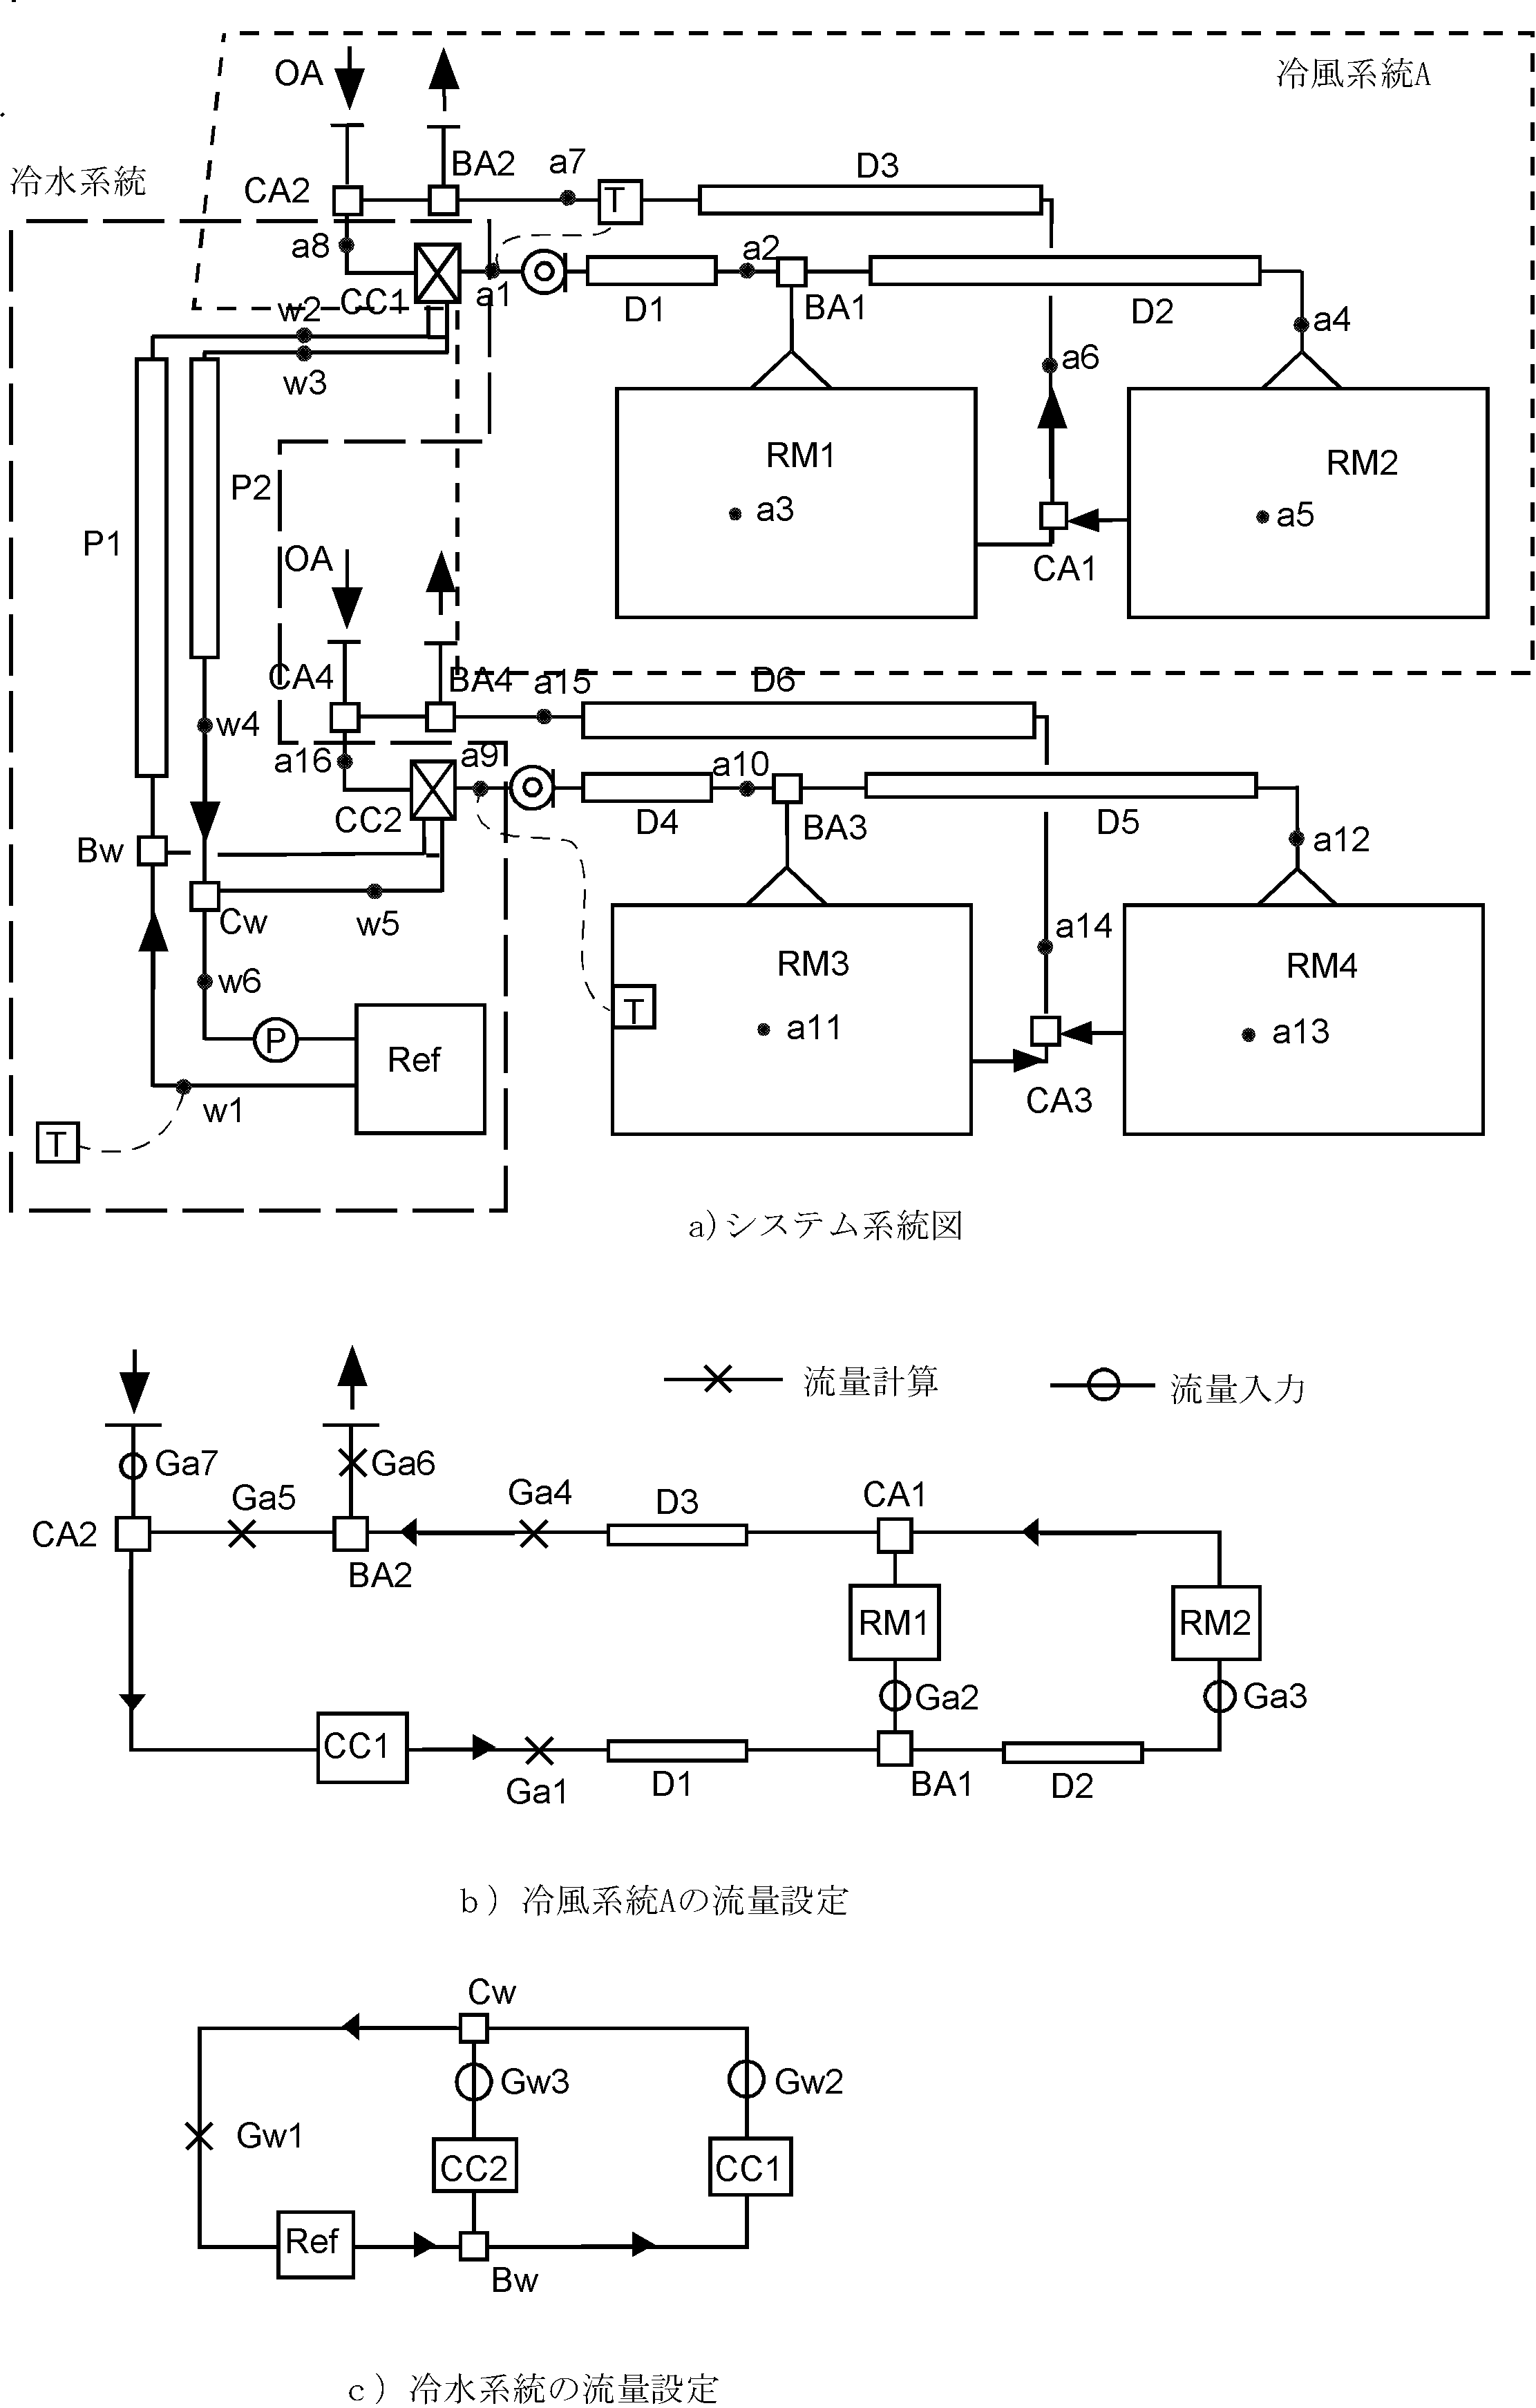 冷風系統A
OA
BA2
a7
D3
CA2
T
冷水系統
a8
CC1
a1
a2
D1
BA1
D2
a4
w2
w3
a6
RM1
RM2
P2
a3
a5
P1
CA1
OA
CA4
BA4
a15
D6
w4
a16
a9
a10
CC2
D4
BA3
D5
a12
Bw
Cw
w5
a14
RM3
RM4
w6
T
a11
a13
P
Ref
w1
CA3
T
a)システム系統図
流量計算
流量入力
Ga7
Ga6
Ga5
Ga4
D3
CA1
CA2
BA2
RM1
RM2
Ga2
Ga3
CC1
Ga1
D1
BA1
D2
b) 冷風系統Aの流量設定
Cw
Gw3
Gw2
Gw1
CC2
CC1
Ref
Bw
c) 冷水系統の流量設定